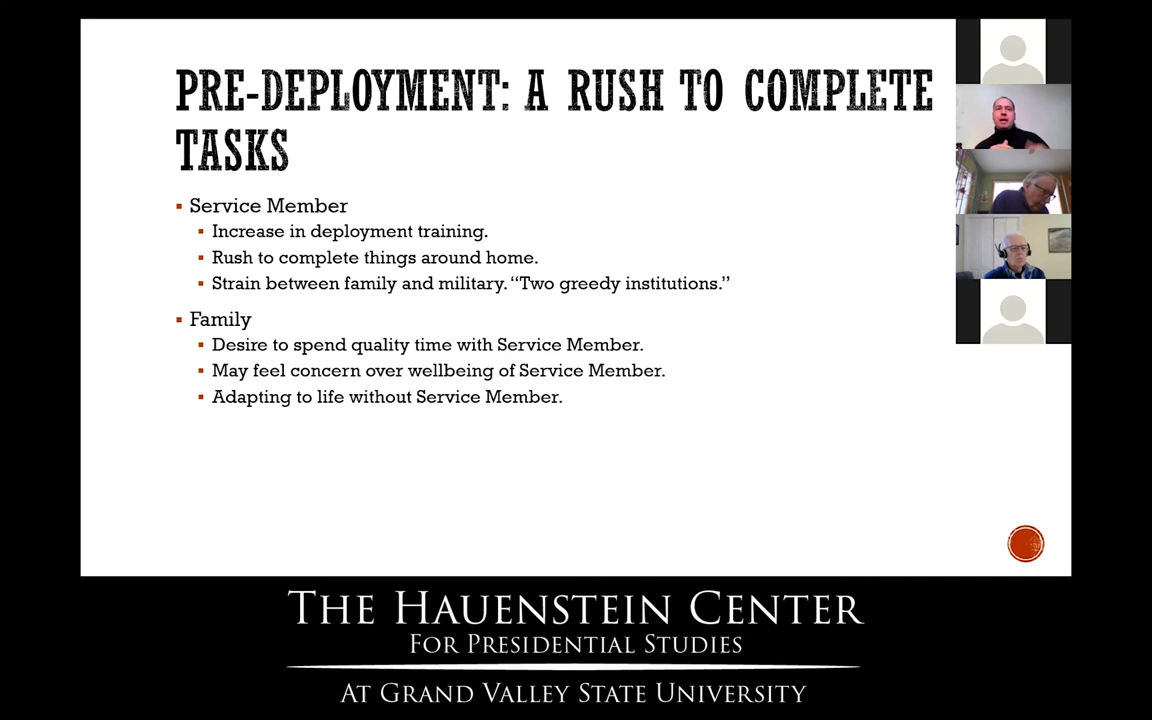 PRE-DEPLOYMENT: A RUSH TO COMPLETE
TASKS
▪ Service Member
▪ Increase in deployment training.
▪ Rush to complete things around home.
▪ Strain between family and military. “Two greedy institutions.”
▪ Family
▪ Desire to spend quality time with Service Member.
▪ May feel concern over wellbeing of Service Member.
▪ Adapting to life without Service Member.
THE HAUENSTEIN CENTER
FOR PRESIDENTIAL STUDIES
AT GRAND VALLEY STATE UNIVERSITY